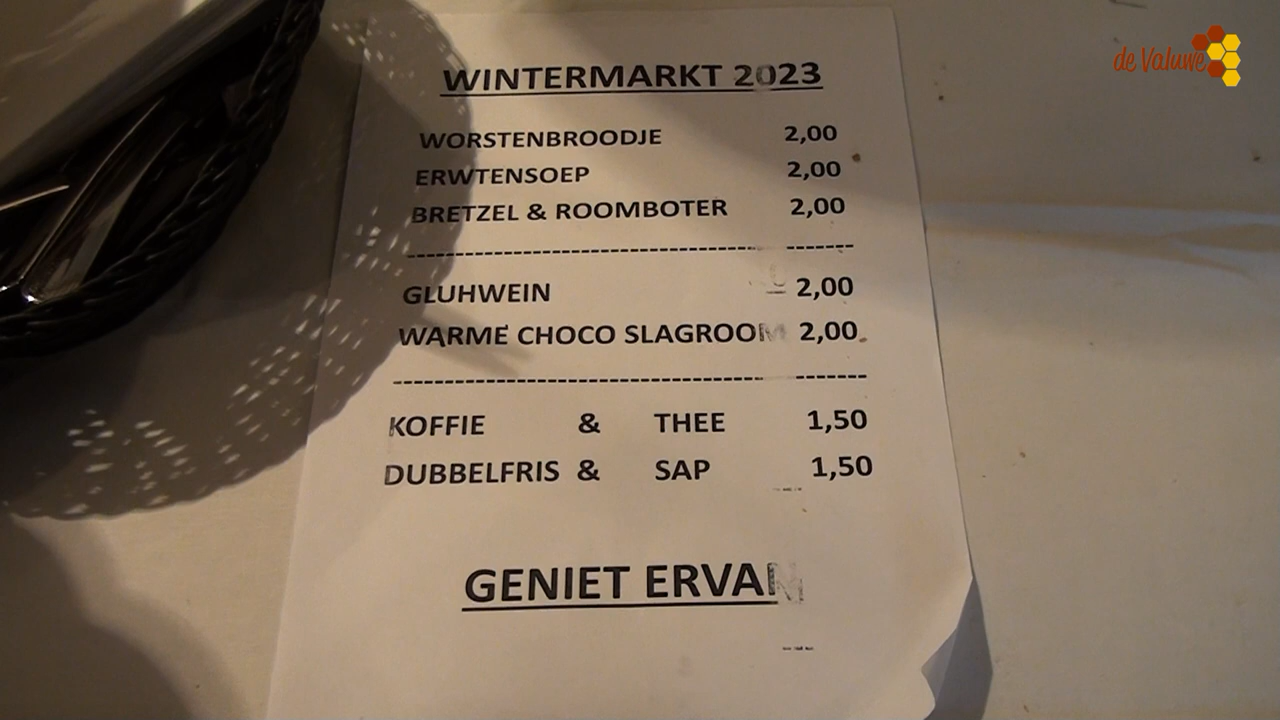 de Valuwe
WINTERMARKT 2023
WORSTENBROODJE 2,00
ERWTENSOEP 2,00
BRETZEL & ROOMBOTER 2,00
----------------------------------------------- -------
GLUHWEIN 2,00
WARME CHOCO SLAGROOM 2,00
----------------------------------------------- -------
KOFFIE & THEE 1,50
DUBBELFRIS & SAP 1,50
GENIET ERVAN